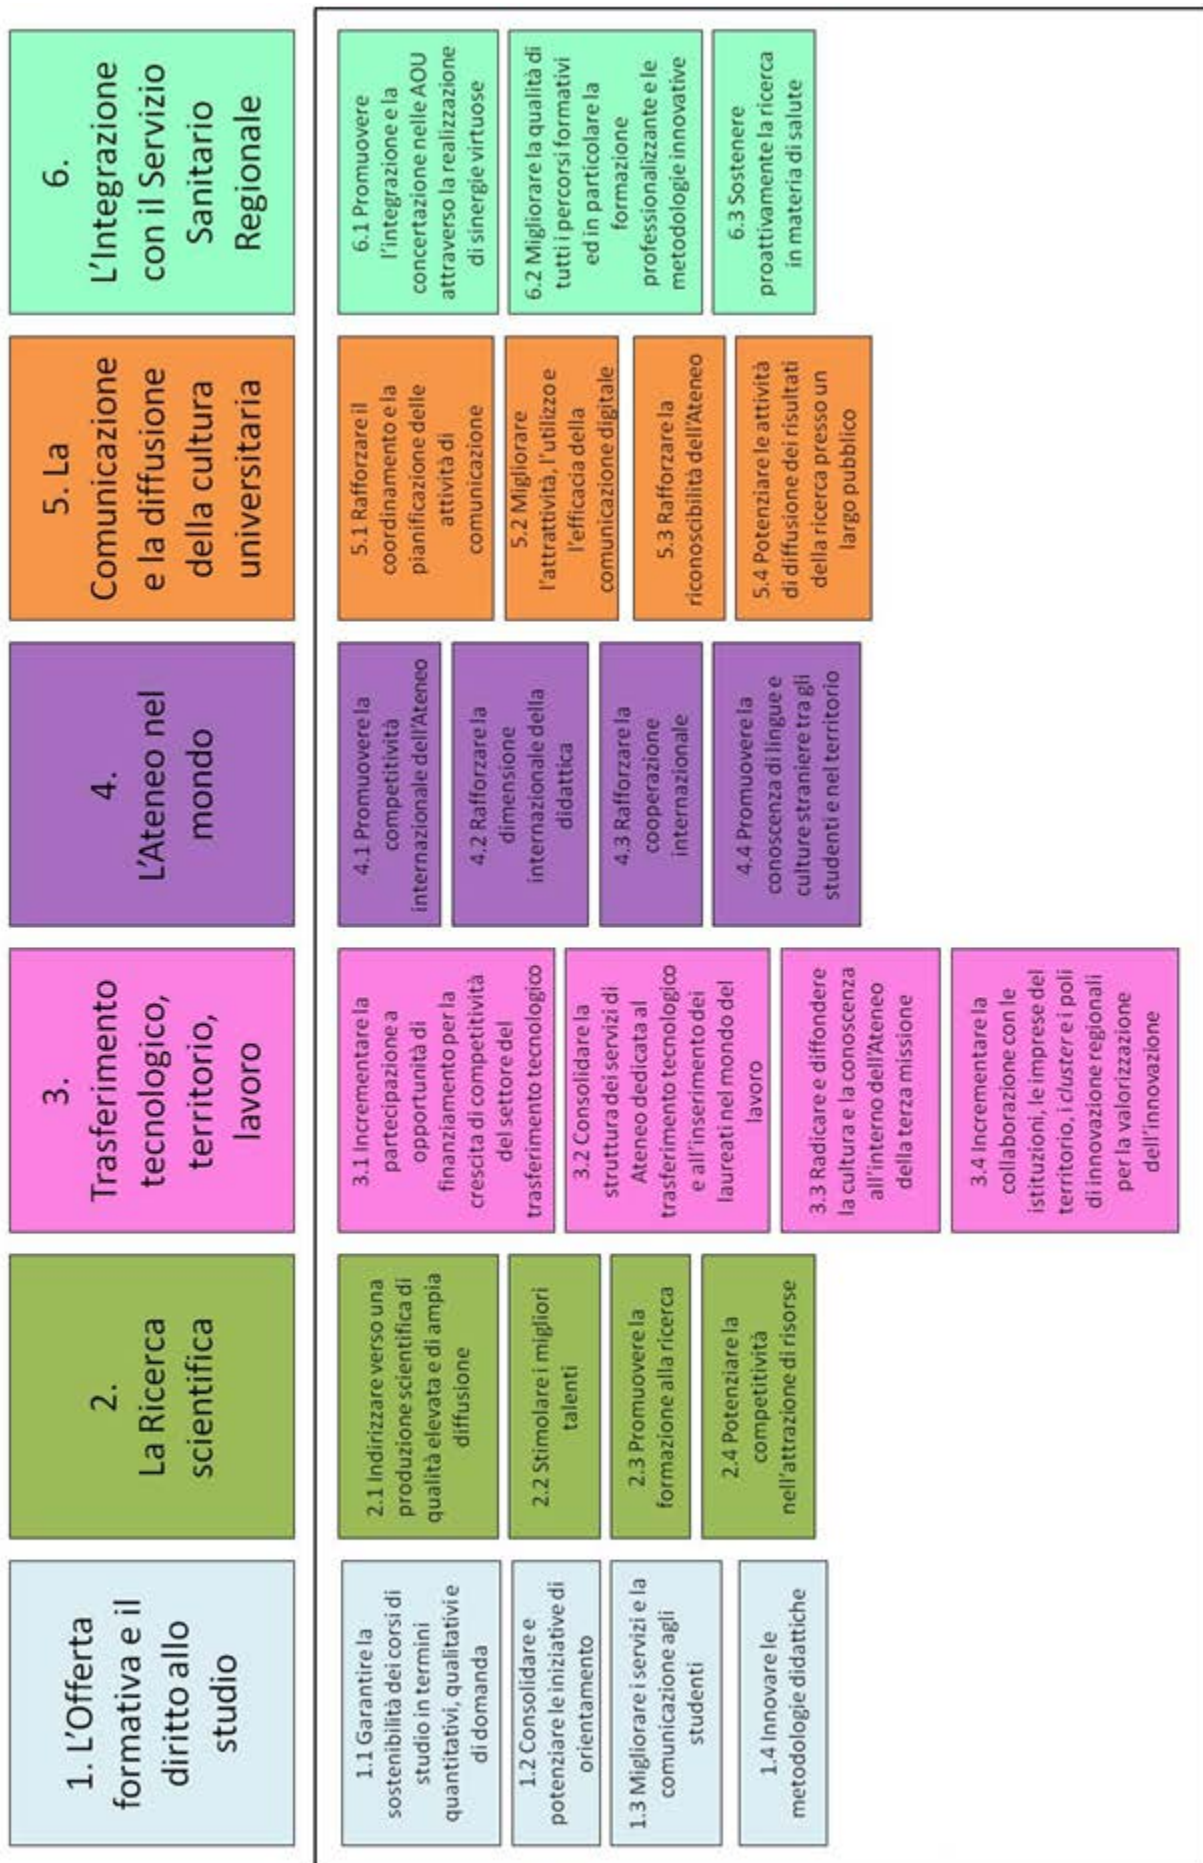 1. L'Offerta
formativa e il
diritto allo
studio
1.1 Garantire la
sostenibilità dei corsi di
studio in termini
quantitativi, qualitativi e
di domanda
1.2 Consolidare e
potenziare le iniziative di
orientamento
1.3 Migliorare i servizi e la
comunicazione agli
studenti
1.4 Innovare le
metodologie didattiche
2.
La Ricerca
scientifica
2.1 Indirizzare verso una
produzione scientifica di
qualità elevata e di ampia
diffusione
2.2 Stimolare i migliori
talenti
2.3 Promuovere la
formazione alla ricerca
2.4 Potenziare la
competitività
nell'attrazione di risorse
3.
Trasferimento
tecnologico,
territorio,
lavoro
3.1 Incrementare la
partecipazione a
opportunità di
finanziamento per la
crescita di competitività
del settore del
trasferimento tecnologico
3.2 Consolidare la
struttura dei servizi di
Ateneo dedicata al
trasferimento tecnologico
e all'inserimento dei
laureati nel mondo del
lavoro
3.3 Radicare e diffondere
la cultura e la conoscenza
all'interno dell'Ateneo
della terza missione
3.4 Incrementare la
collaborazione con le
istituzioni, le imprese del
territorio, i cluster e i poli
di innovazione regionali
per la valorizzazione
dell'innovazione
4.
L'Ateneo nel
mondo
4.1 Promuovere la
competitività
internazionale dell'Ateneo
4.2 Rafforzare la
dimensione
internazionale della
didattica
4.3 Rafforzare la
cooperazione
internazionale
4.4 Promuovere la
conoscenza di lingue e
culture straniere tra gli
studenti e nel territorio
5. La
Comunicazione
e la diffusione
della cultura
universitaria
5.1 Rafforzare il
coordinamento e la
pianificazione delle
attività di
comunicazione
5.2 Migliorare
l'attrattività, l'utilizzo e
l'efficacia della
comunicazione digitale
5.3 Rafforzare la
riconoscibilità dell'Ateneo
5.4 Potenziare le attività
di diffusione dei risultati
della ricerca presso un
largo pubblico
6.
L'Integrazione
con il Servizio
Sanitario
Regionale
6.1 Promuovere
l'integrazione e la
concertazione nelle AOU
attraverso la realizzazione
di sinergie virtuose
6.2 Migliorare la qualità di
tutti i percorsi formativi
ed in particolare la
formazione
professionalizzante e le
metodologie innovative
6.3 Sostenere
proattivamente la ricerca
in materia di salute